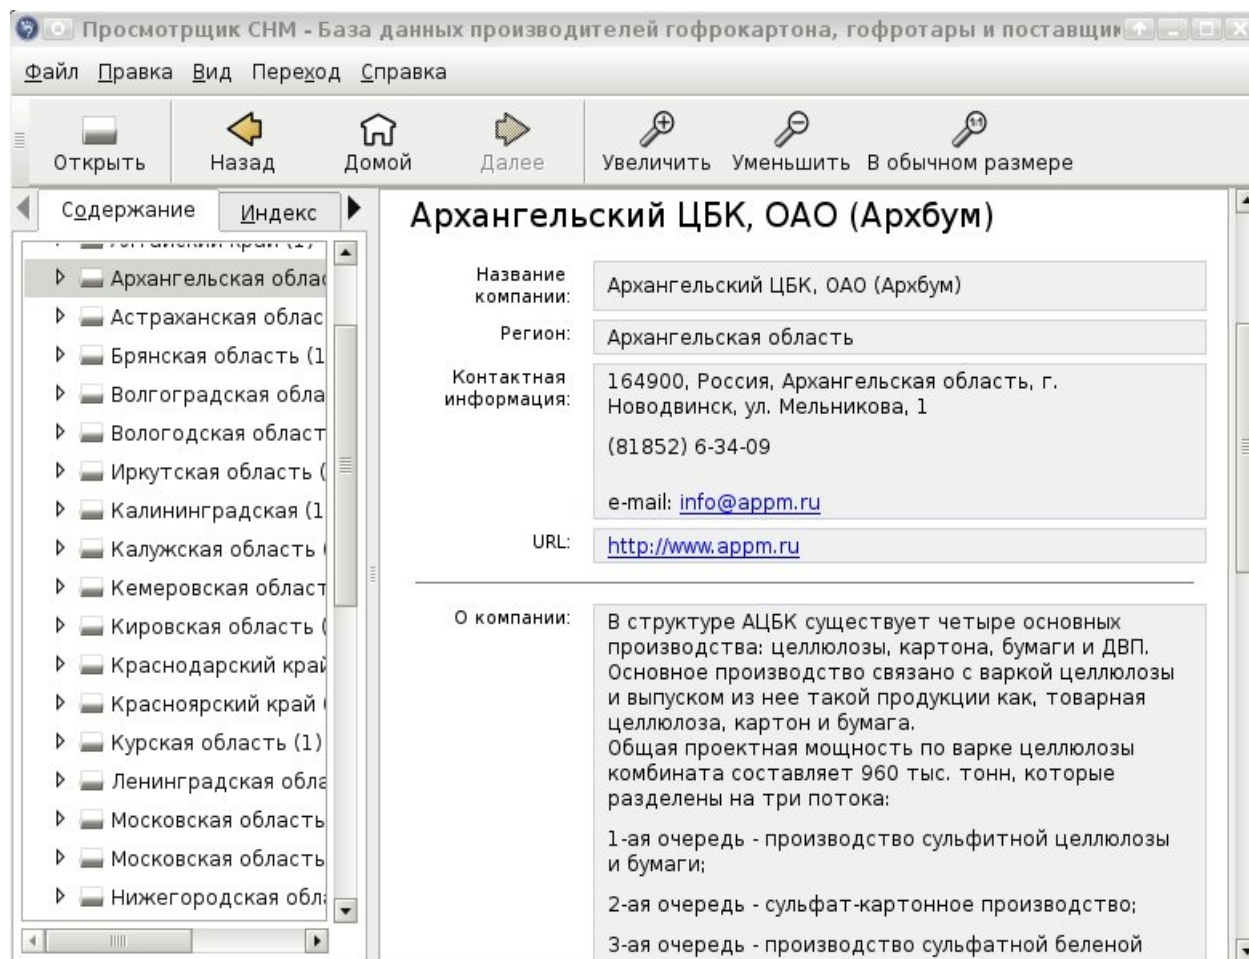 Просмотрщик CHM - База данных производителей гофрокартона, гофротары и поставщик
Файл Правка Вид Переход Справка
Открыть Назад Домой Далее Увеличить Уменьшить В обычном размере
Содержание Индекс
Алтайский край (1)
Архангельская облас
Астраханская облас
Брянская область (1
Волгоградская обла
Вологодская област
Иркутская область (
Калининградская (1
Калужская область (
Кемеровская област
Кировская область (
Краснодарский край
Красноярский край (
Курская область (1)
Ленинградская обла
Московская область
Московская область
Нижегородская обла
Архангельский ЦБК, ОАО (Архбум)
Название
компании:
Архангельский ЦБК, ОАО (Архбум)
Регион:
Архангельская область
Контактная
информация:
164900, Россия, Архангельская область, г.
Новодвинск, ул. Мельникова, 1
(81852) 6-34-09
e-mail: info@appm.ru
URL:
http://www.appm.ru
О компании:
В структуре АЦБК существует четыре основных
производства: целлюлозы, картона, бумаги и ДВП.
Основное производство связано с варкой целлюлозы
и выпуском из нее такой продукции как, товарная
целлюлоза, картон и бумага.
Общая проектная мощность по варке целлюлозы
комбината составляет 960 тыс. тонн, которые
разделены на три потока:
1-ая очередь - производство сульфитной целлюлозы
и бумаги;
2-ая очередь - сульфат-картонное производство;
3-ая очередь - производство сульфатной беленой